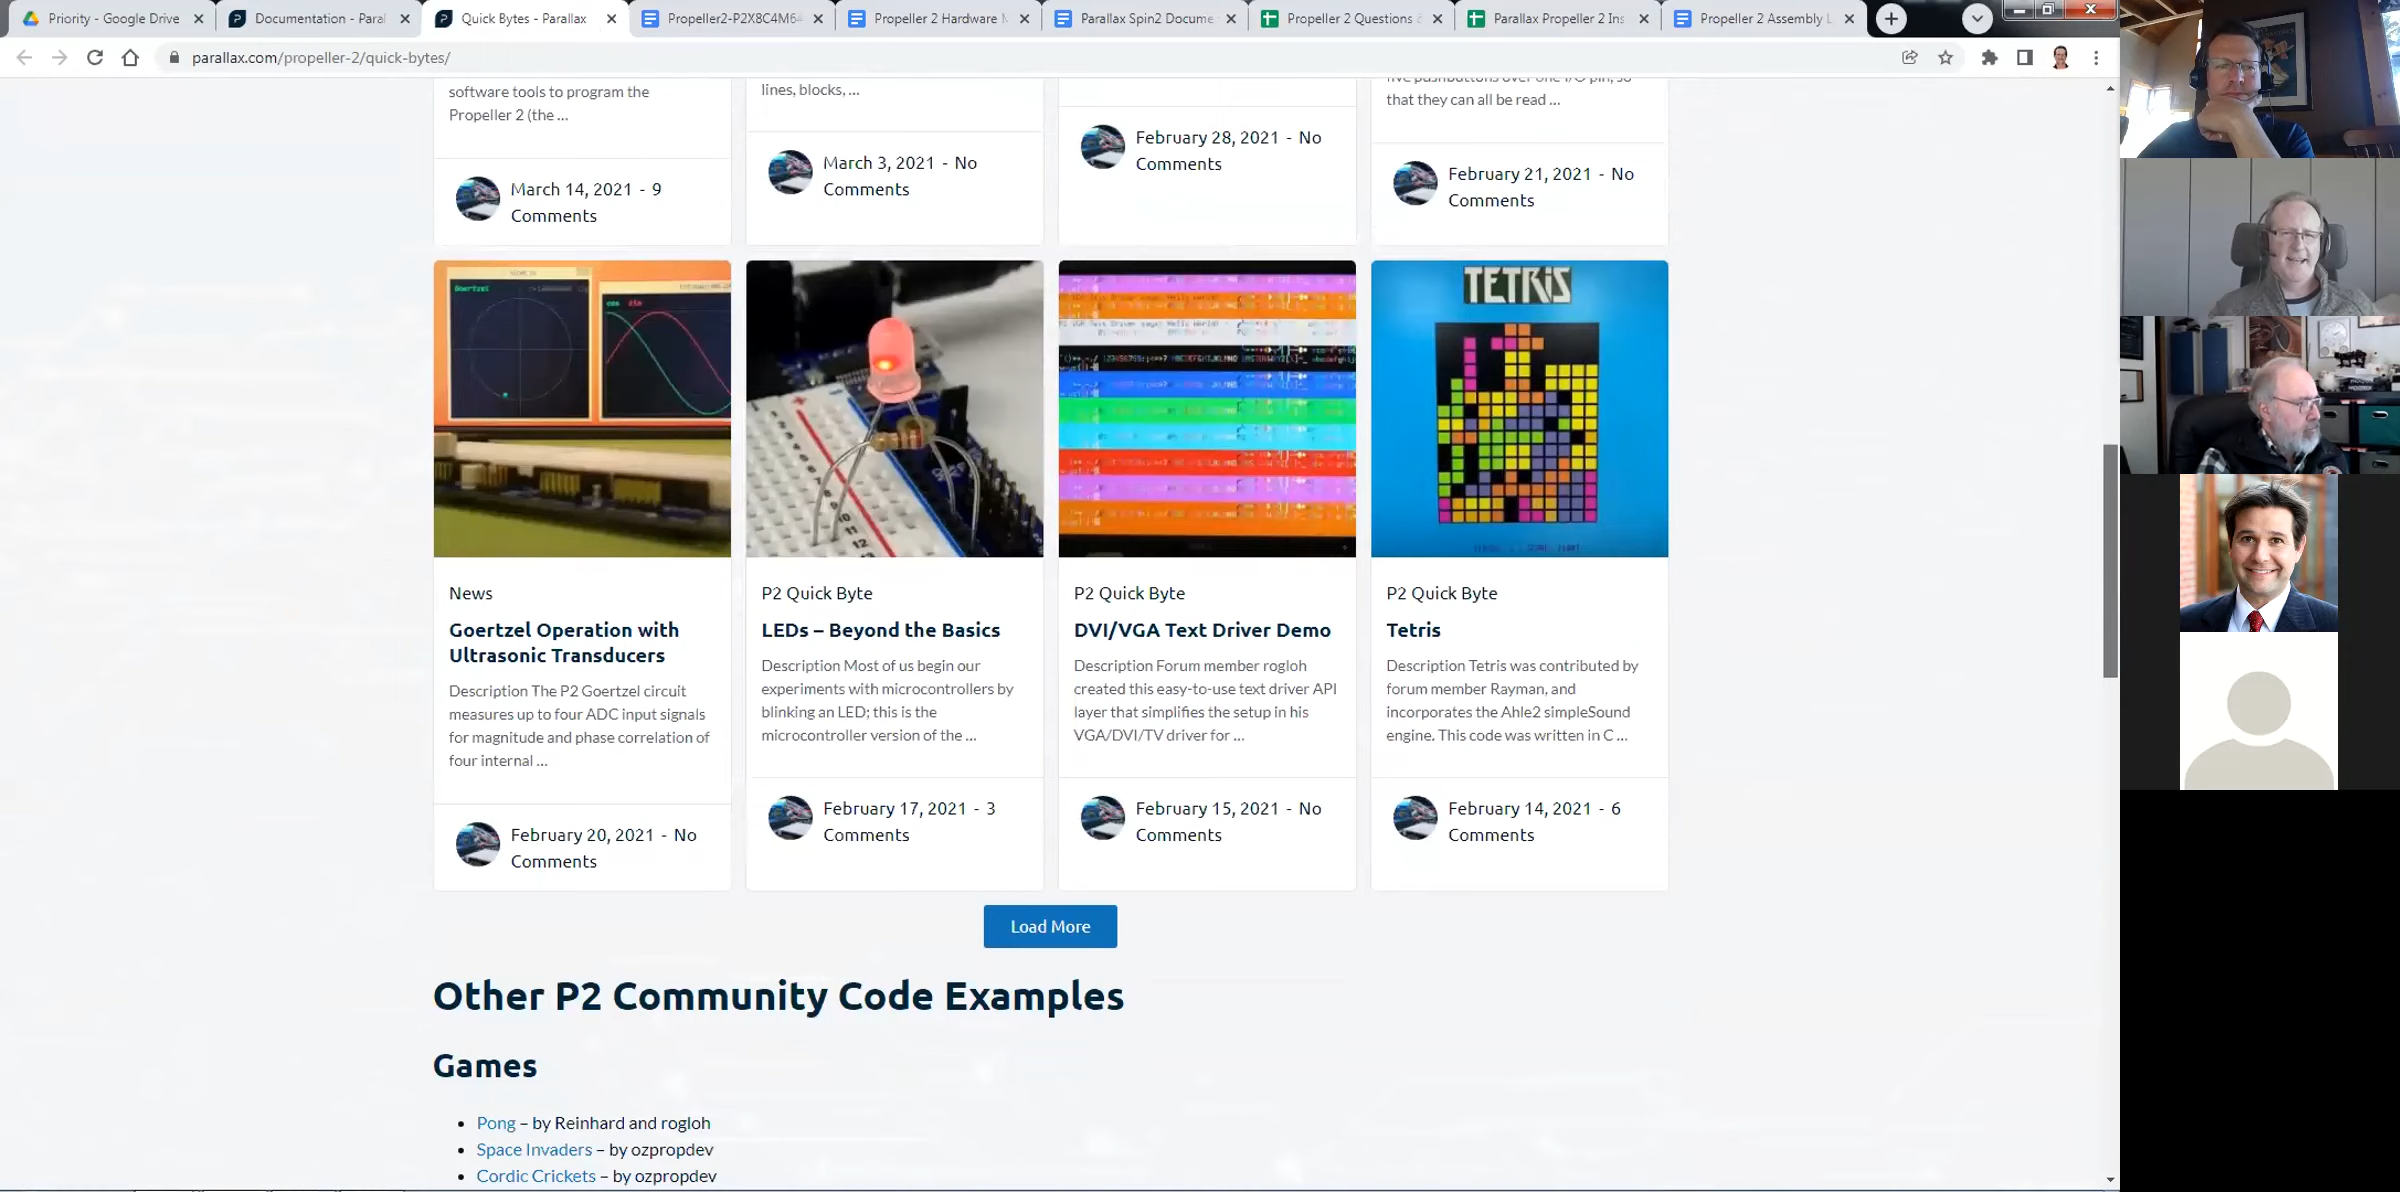 Priority - Google Drive
Documentation - Paral
Quick Bytes - Parallax
Propeller2-P2X8C4M64
Propeller 2 Hardware M
Parallax Spin2 Docume
Propeller 2 Questions &
Parallax Propeller 2 Ins
Propeller 2 Assembly L
parallax.com/propeller-2/quick-bytes/
software tools to program the
Propeller 2 (the ...
March 14, 2021 - 9
Comments
lines, blocks, ...
March 3, 2021 - No
Comments
February 28, 2021 - No
Comments
five pushbuttons over one I/O pin, so
that they can all be read ...
February 21, 2021 - No
Comments
Goertzel
cos sin
TETRIS
News
Goertzel Operation with
Ultrasonic Transducers
Description The P2 Goertzel circuit
measures up to four ADC input signals
for magnitude and phase correlation of
four internal ...
February 20, 2021 - No
Comments
P2 Quick Byte
LEDs – Beyond the Basics
Description Most of us begin our
experiments with microcontrollers by
blinking an LED; this is the
microcontroller version of the ...
February 17, 2021 - 3
Comments
P2 Quick Byte
DVI/VGA Text Driver Demo
Description Forum member rogloh
created this easy-to-use text driver API
layer that simplifies the setup in his
VGA/DVI/TV driver for ...
February 15, 2021 - No
Comments
P2 Quick Byte
Tetris
Description Tetris was contributed by
forum member Rayman, and
incorporates the Ahle2 simpleSound
engine. This code was written in C ...
February 14, 2021 - 6
Comments
Load More
Other P2 Community Code Examples
Games
• Pong – by Reinhard and rogloh
• Space Invaders – by ozpropdev
• Cordic Crickets – by ozpropdev